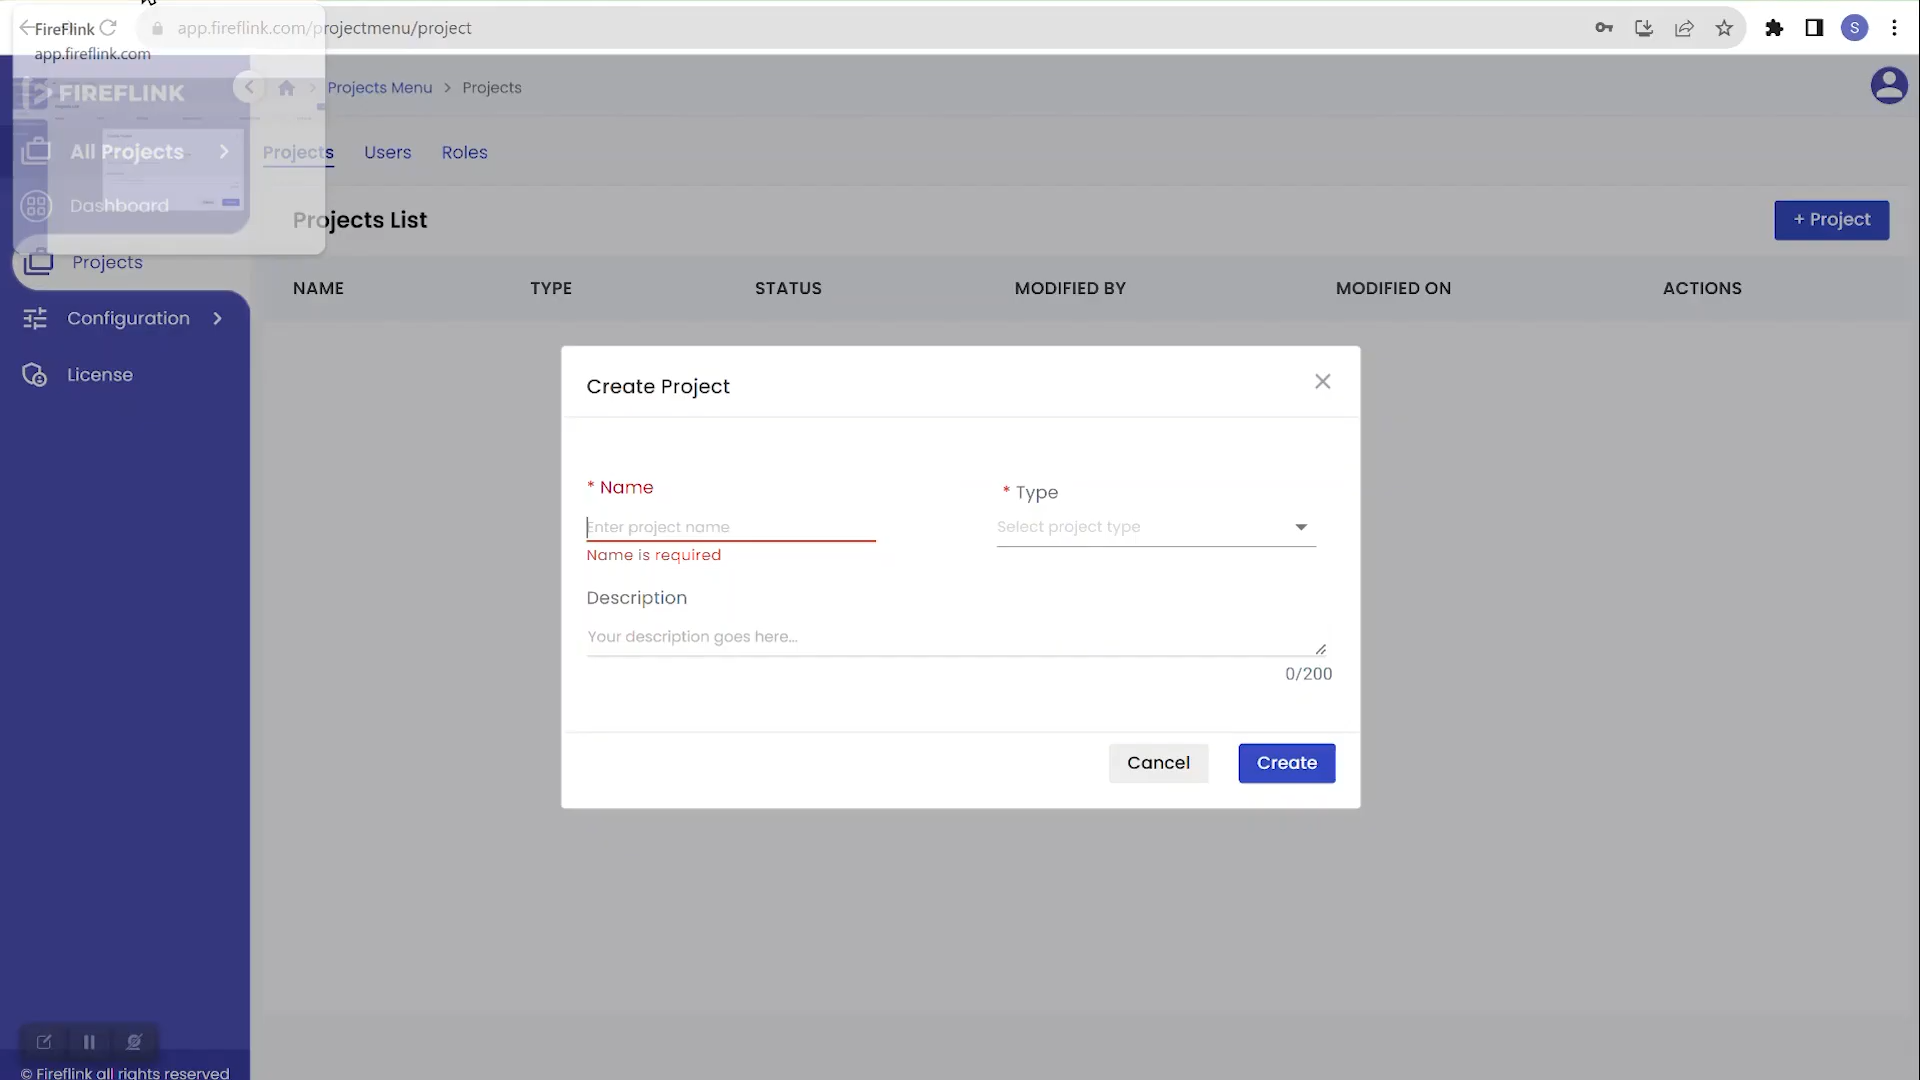 FireFlink
app.fireflink.com/projectmenu/project
S
app.fireflink.com
FIREFLINK
Projects Menu > Projects
All Projects
Projects Users Roles
Dashboard
Projects List
+ Project
Projects
NAME TYPE STATUS MODIFIED BY MODIFIED ON ACTIONS
Configuration
License
Create Project
* Name
* Type
Enter project name
Select project type
Name is required
Description
Your description goes here...
0/200
Cancel Create
© Fireflink all rights reserved